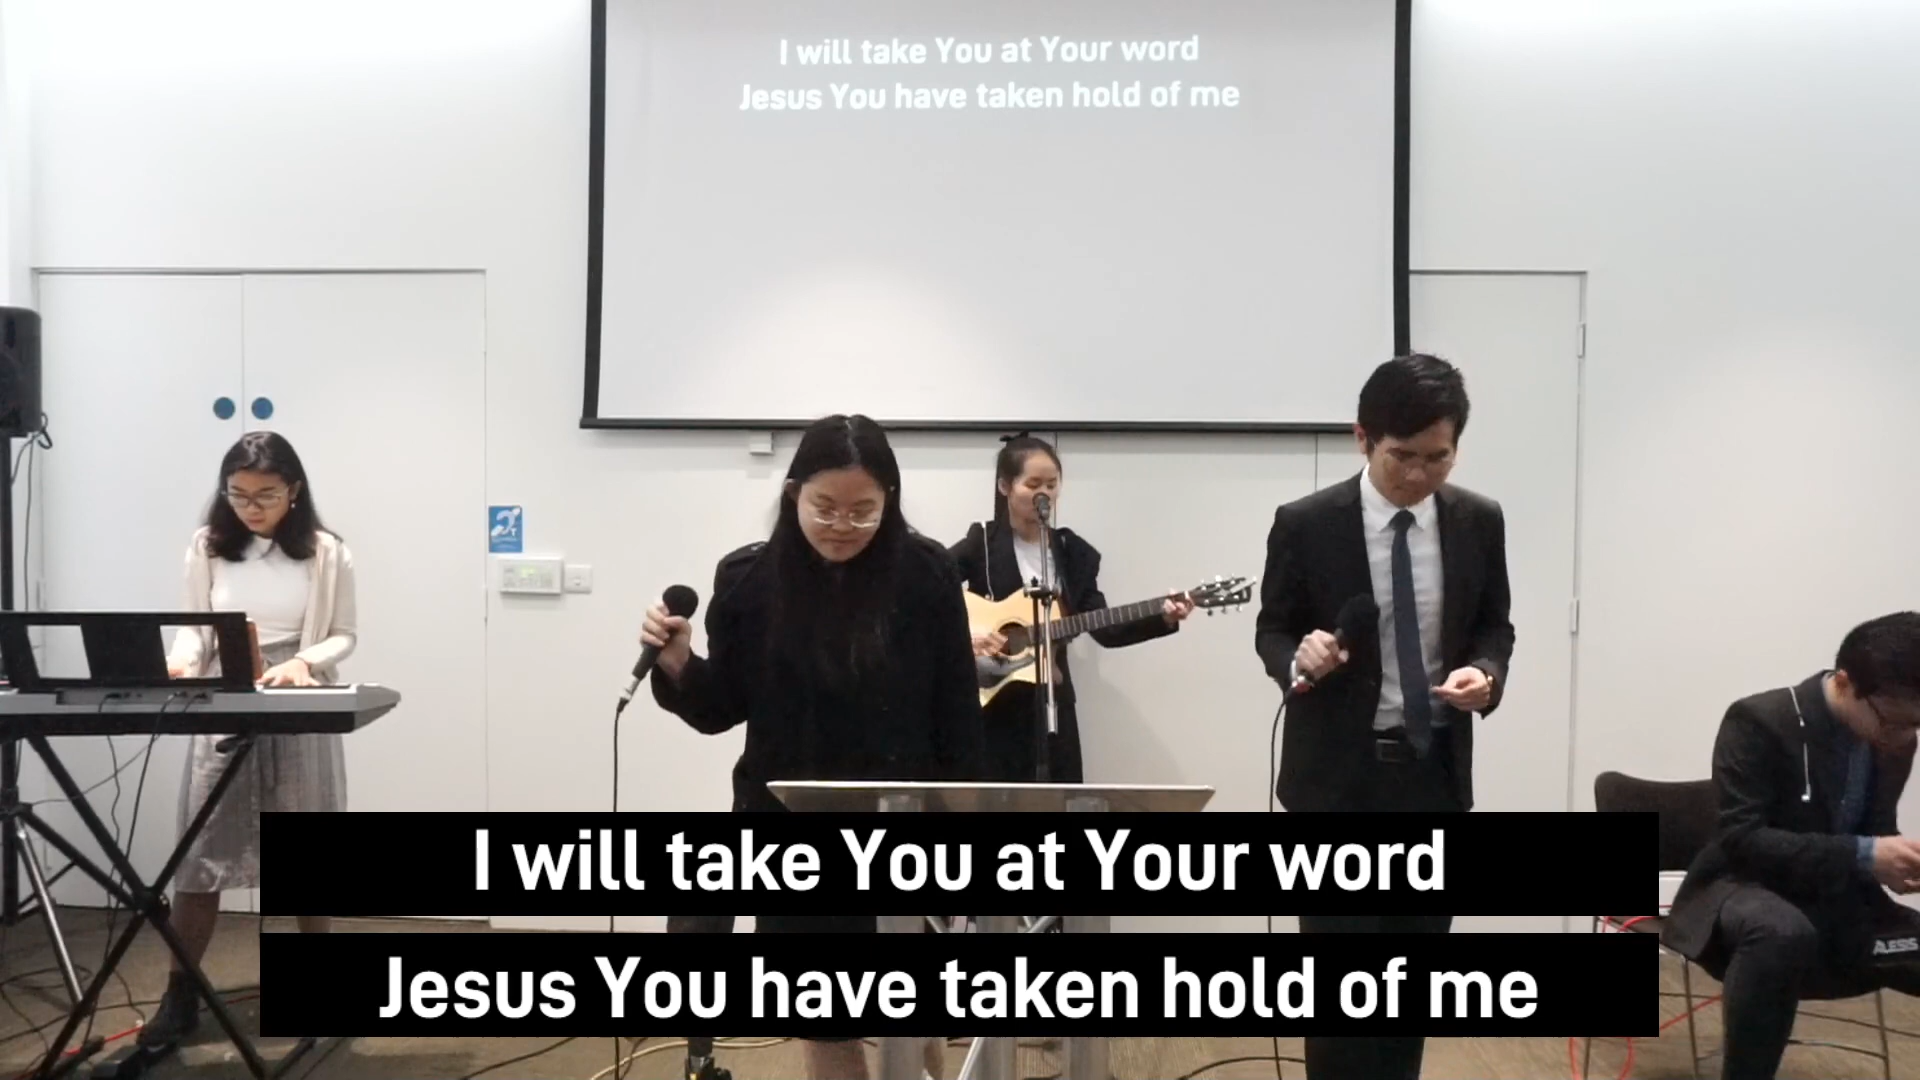 I will take You at Your word
Jesus You have taken hold of me
I will take You at Your word
Jesus You have taken hold of me
ALESIS